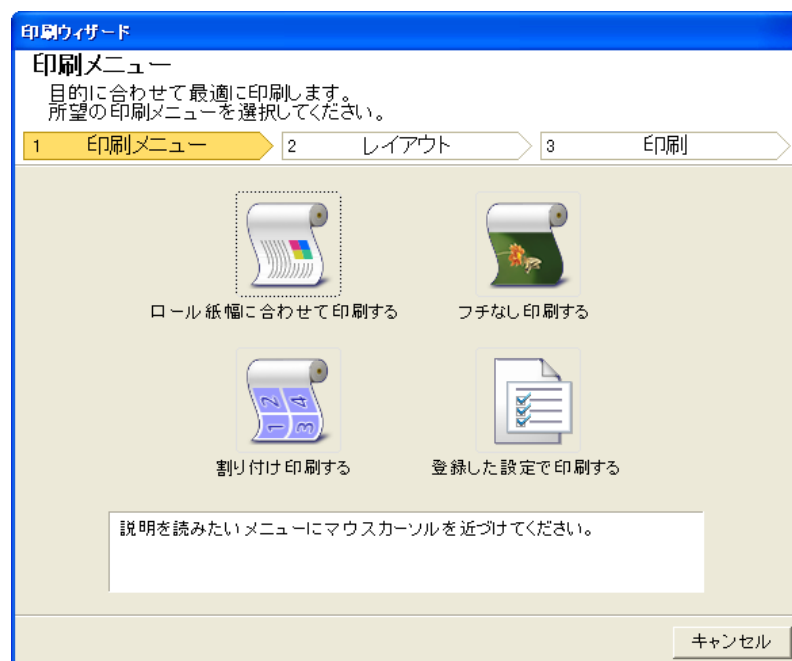 印刷ウィザード
印刷メニュー
目的に合わせて最適に印刷します。
所望の印刷メニューを選択してください。
1 印刷メニュー 2 レイアウト 3 印刷
ロール紙幅に合わせて印刷する フチなし印刷する
1 2 3 4
割り付け印刷する 登録した設定で印刷する
説明を読みたいメニューにマウスカーソルを近づけてください。
キャンセル